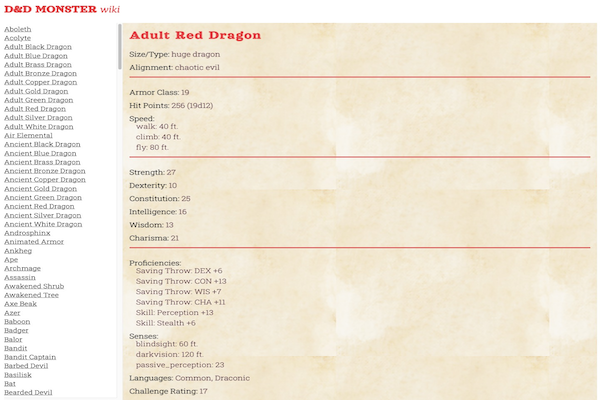 D&D MONSTER wiki
Aboleth
Acolyte
Adult Black Dragon
Adult Blue Dragon
Adult Brass Dragon
Adult Bronze Dragon
Adult Copper Dragon
Adult Gold Dragon
Adult Green Dragon
Adult Red Dragon
Adult Silver Dragon
Adult White Dragon
Air Elemental
Ancient Black Dragon
Ancient Blue Dragon
Ancient Brass Dragon
Ancient Bronze Dragon
Ancient Copper Dragon
Ancient Gold Dragon
Ancient Green Dragon
Ancient Red Dragon
Ancient Silver Dragon
Ancient White Dragon
Androsphinx
Animated Armor
Ankheg
Ape
Archmage
Assassin
Awakened Shrub
Awakened Tree
Axe Beak
Azer
Baboon
Badger
Balor
Bandit
Bandit Captain
Barbed Devil
Basilisk
Bat
Bearded Devil
Adult Red Dragon
Size/Type: huge dragon
Alignment: chaotic evil
Armor Class: 19
Hit Points: 256 (19d12)
Speed:
walk: 40 ft.
climb: 40 ft.
fly: 80 ft.
Strength: 27
Dexterity: 10
Constitution: 25
Intelligence: 16
Wisdom: 13
Charisma: 21
Proficiencies:
Saving Throw: DEX +6
Saving Throw: CON +13
Saving Throw: WIS +7
Saving Throw: CHA +11
Skill: Perception +13
Skill: Stealth +6
Senses:
blindsight: 60 ft.
darkvision: 120 ft.
passive_perception: 23
Languages: Common, Draconic
Challenge Rating: 17